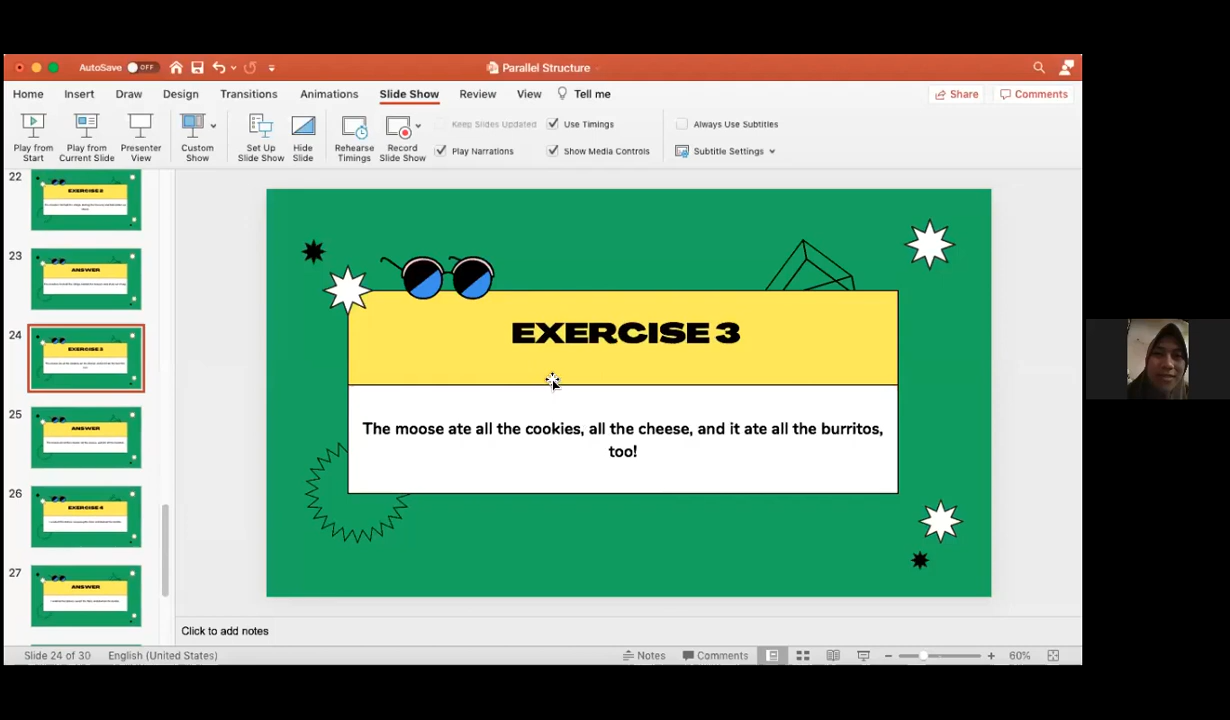 AutoSave OFF
Parallel Structure
Home Insert Draw Design Transitions Animations Slide Show Review View Tell me
Share Comments
Play from Start
Play from Current Slide
Presenter View
Custom Show
Set Up Slide Show
Hide Slide
Rehearse Timings
Record Slide Show
Keep Slides Updated
Play Narrations
Use Timings
Show Media Controls
Always Use Subtitles
Subtitle Settings
22
EXERCISE 2
23
ANSWER
24
EXERCISE 3
25
ANSWER
26
EXERCISE 4
27
ANSWER
EXERCISE 3
The moose ate all the cookies, all the cheese, and it ate all the burritos,
too!
Click to add notes
Slide 24 of 30 English (United States) Notes Comments 60%